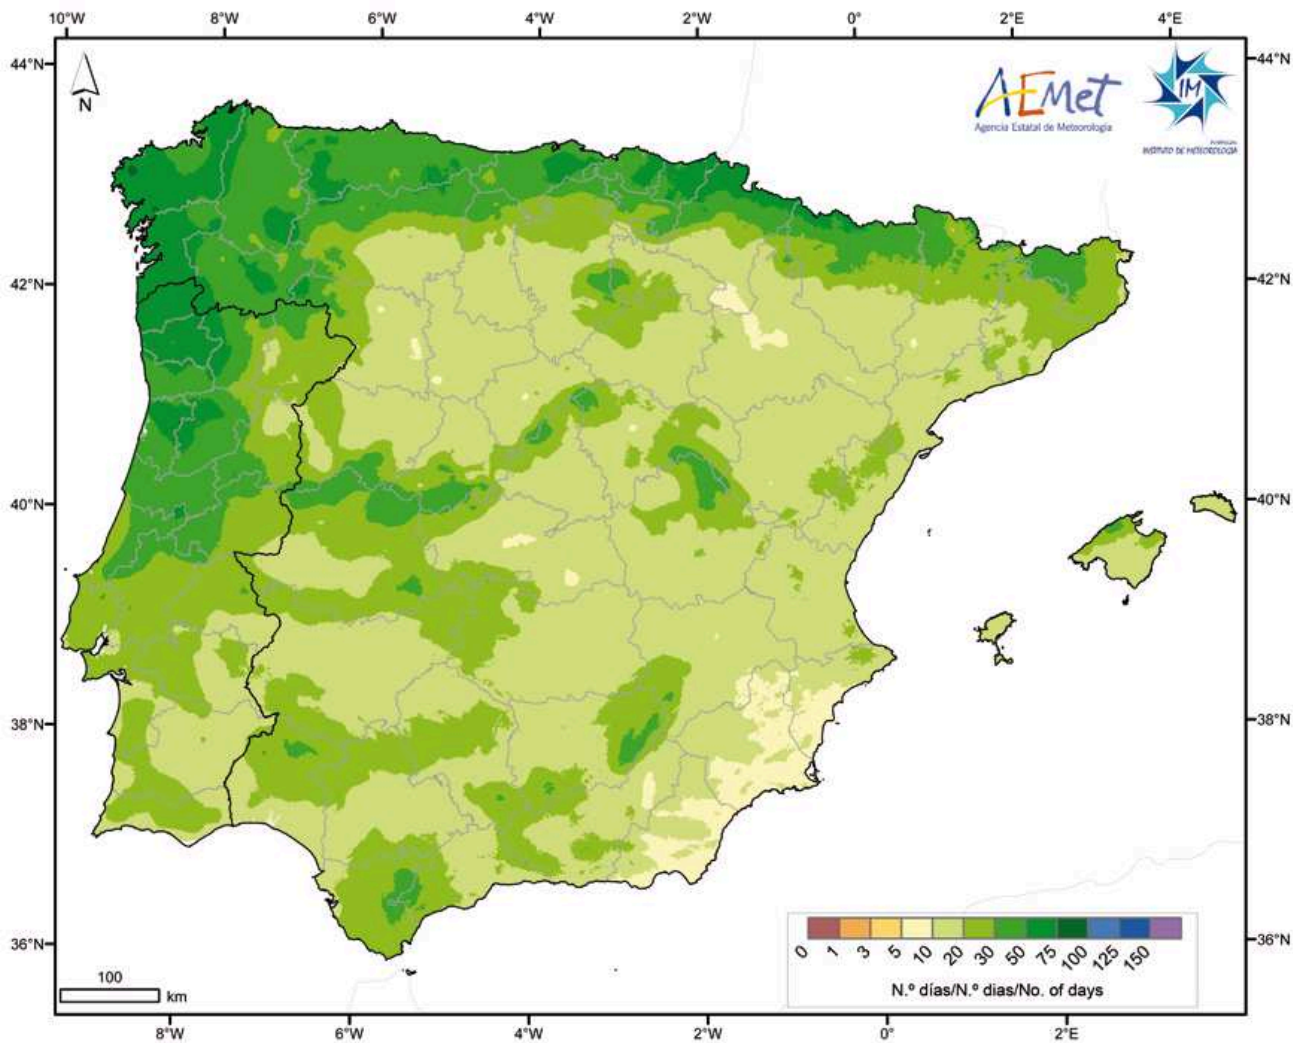 10°W 8°W 6°W 4°W 2°W 0° 2°E 4°E
44°N 44°N
N
AEMet
Agencia Estatal de Meteorología
IM
PORTUGAL
INSTITUTO DE METEOROLOGIA
42°N 42°N
40°N 40°N
38°N 38°N
36°N 36°N
0 1 3 5 10 20 30 50 75 100 125 150
N.º días/N.º dias/No. of days
100
km
8°W 6°W 4°W 2°W 0° 2°E